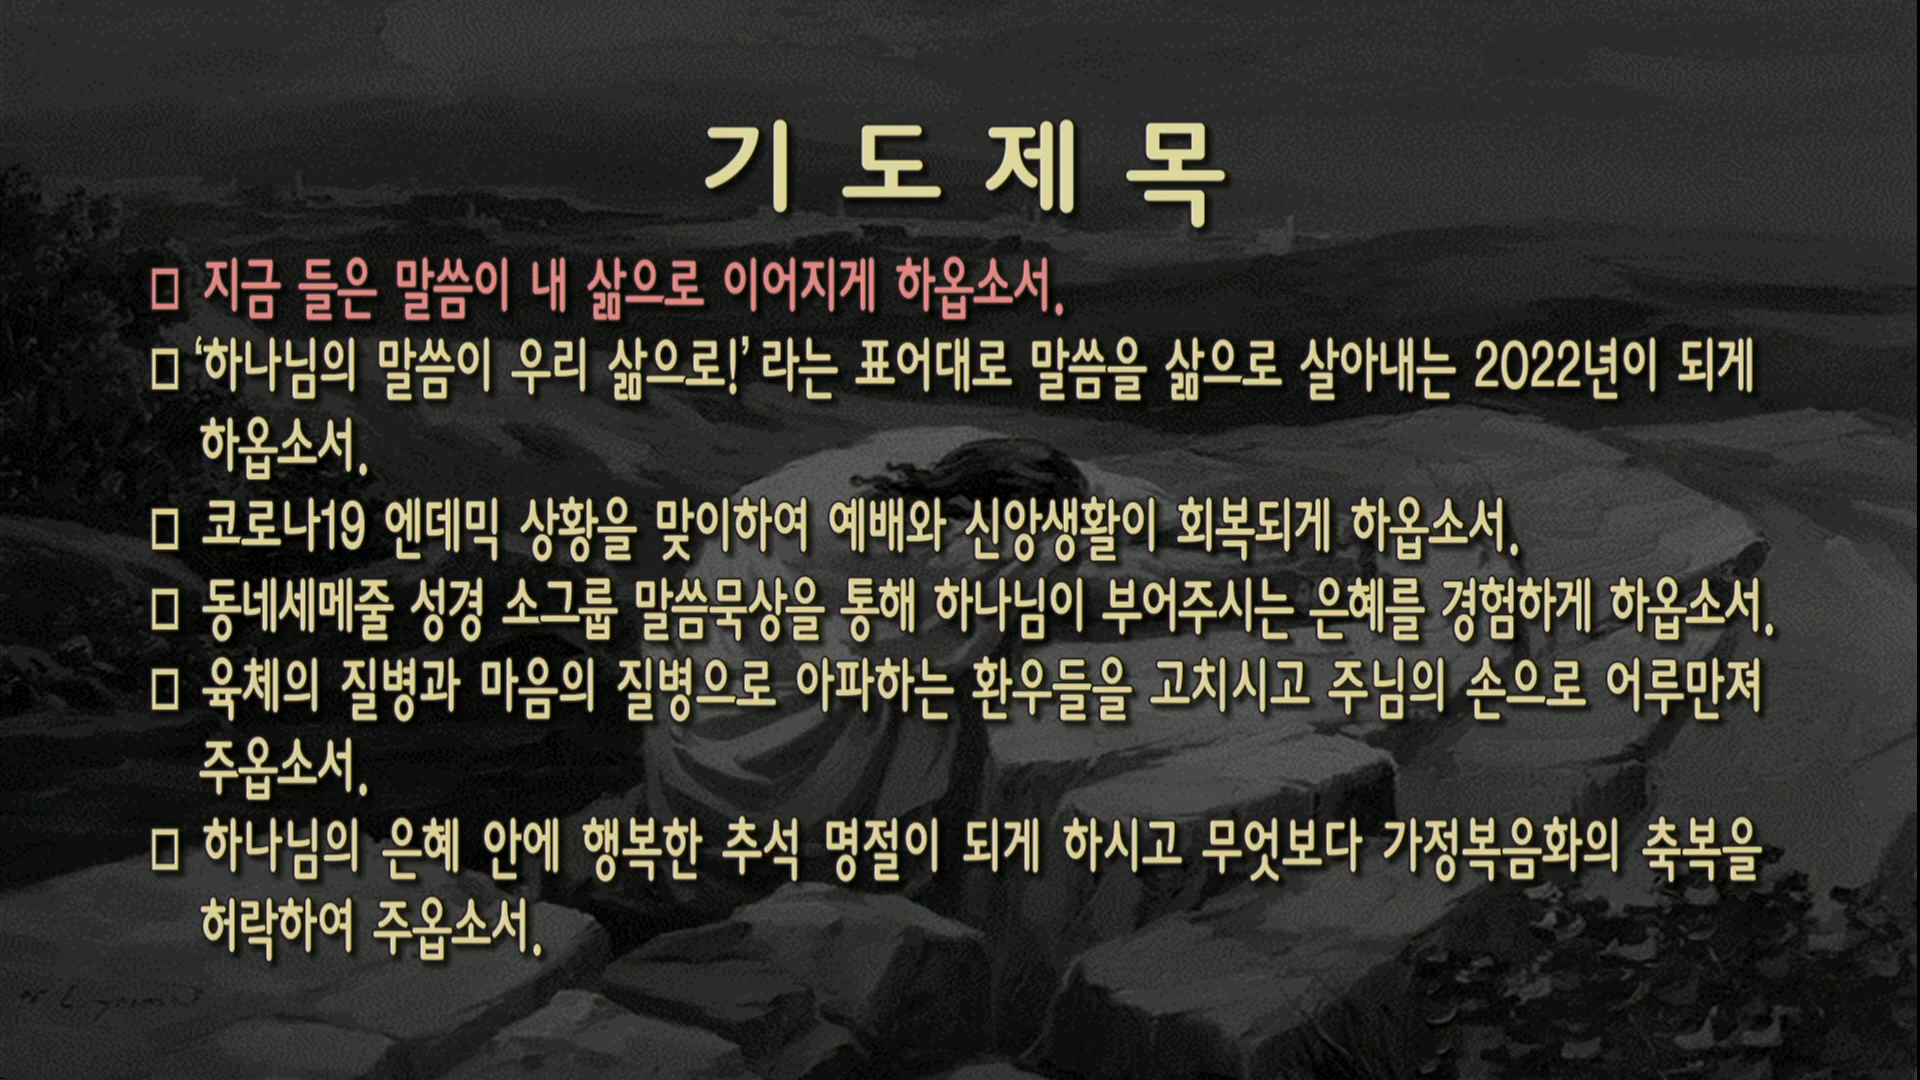 기 도 제 목
□ 지금 들은 말씀이 내 삶으로 이어지게 하옵소서.
□ ‘하나님의 말씀이 우리 삶으로!’ 라는 표어대로 말씀을 삶으로 살아내는 2022년이 되게
하옵소서.
□ 코로나19 엔데믹 상황을 맞이하여 예배와 신앙생활이 회복되게 하옵소서.
□ 동네세메줄 성경 소그룹 말씀묵상을 통해 하나님이 부어주시는 은혜를 경험하게 하옵소서.
□ 육체의 질병과 마음의 질병으로 아파하는 환우들을 고치시고 주님의 손으로 어루만져
주옵소서.
□ 하나님의 은혜 안에 행복한 추석 명절이 되게 하시고 무엇보다 가정복음화의 축복을
허락하여 주옵소서.